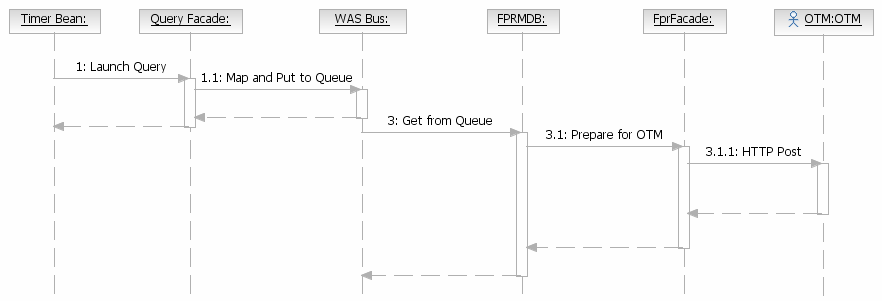 Timer Bean:
Query Facade:
WAS Bus:
FPRMDB:
FprFacade:
OTM:OTM
1: Launch Query
1.1: Map and Put to Queue
3: Get from Queue
3.1: Prepare for OTM
3.1.1: HTTP Post